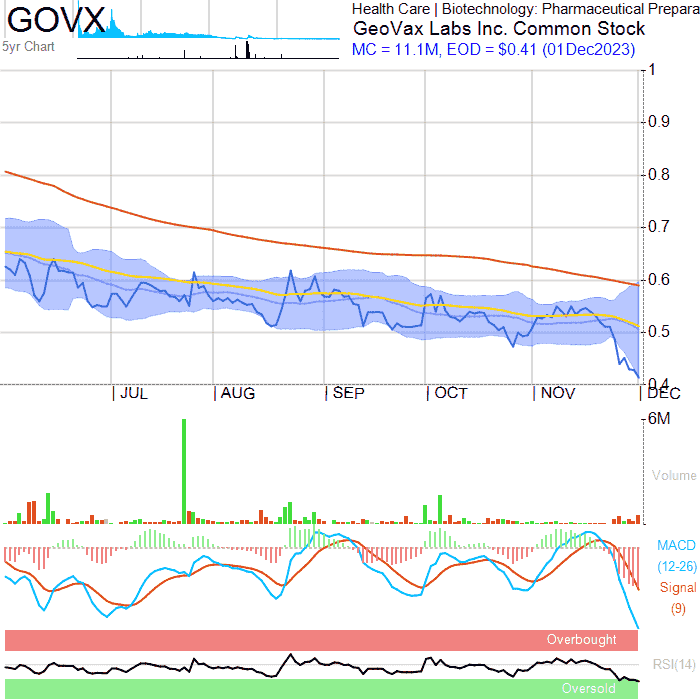 GOVX
5yr Chart
Health Care | Biotechnology: Pharmaceutical Prepara
GeoVax Labs Inc. Common Stock
MC = 11.1M, EOD = $0.41 (01Dec2023)
1
0.9
0.8
0.7
0.6
0.5
0.4
JUL AUG SEP OCT NOV DEC
6M
Volume
MACD
(12-26)
Signal
(9)
Overbought
RSI(14)
Oversold